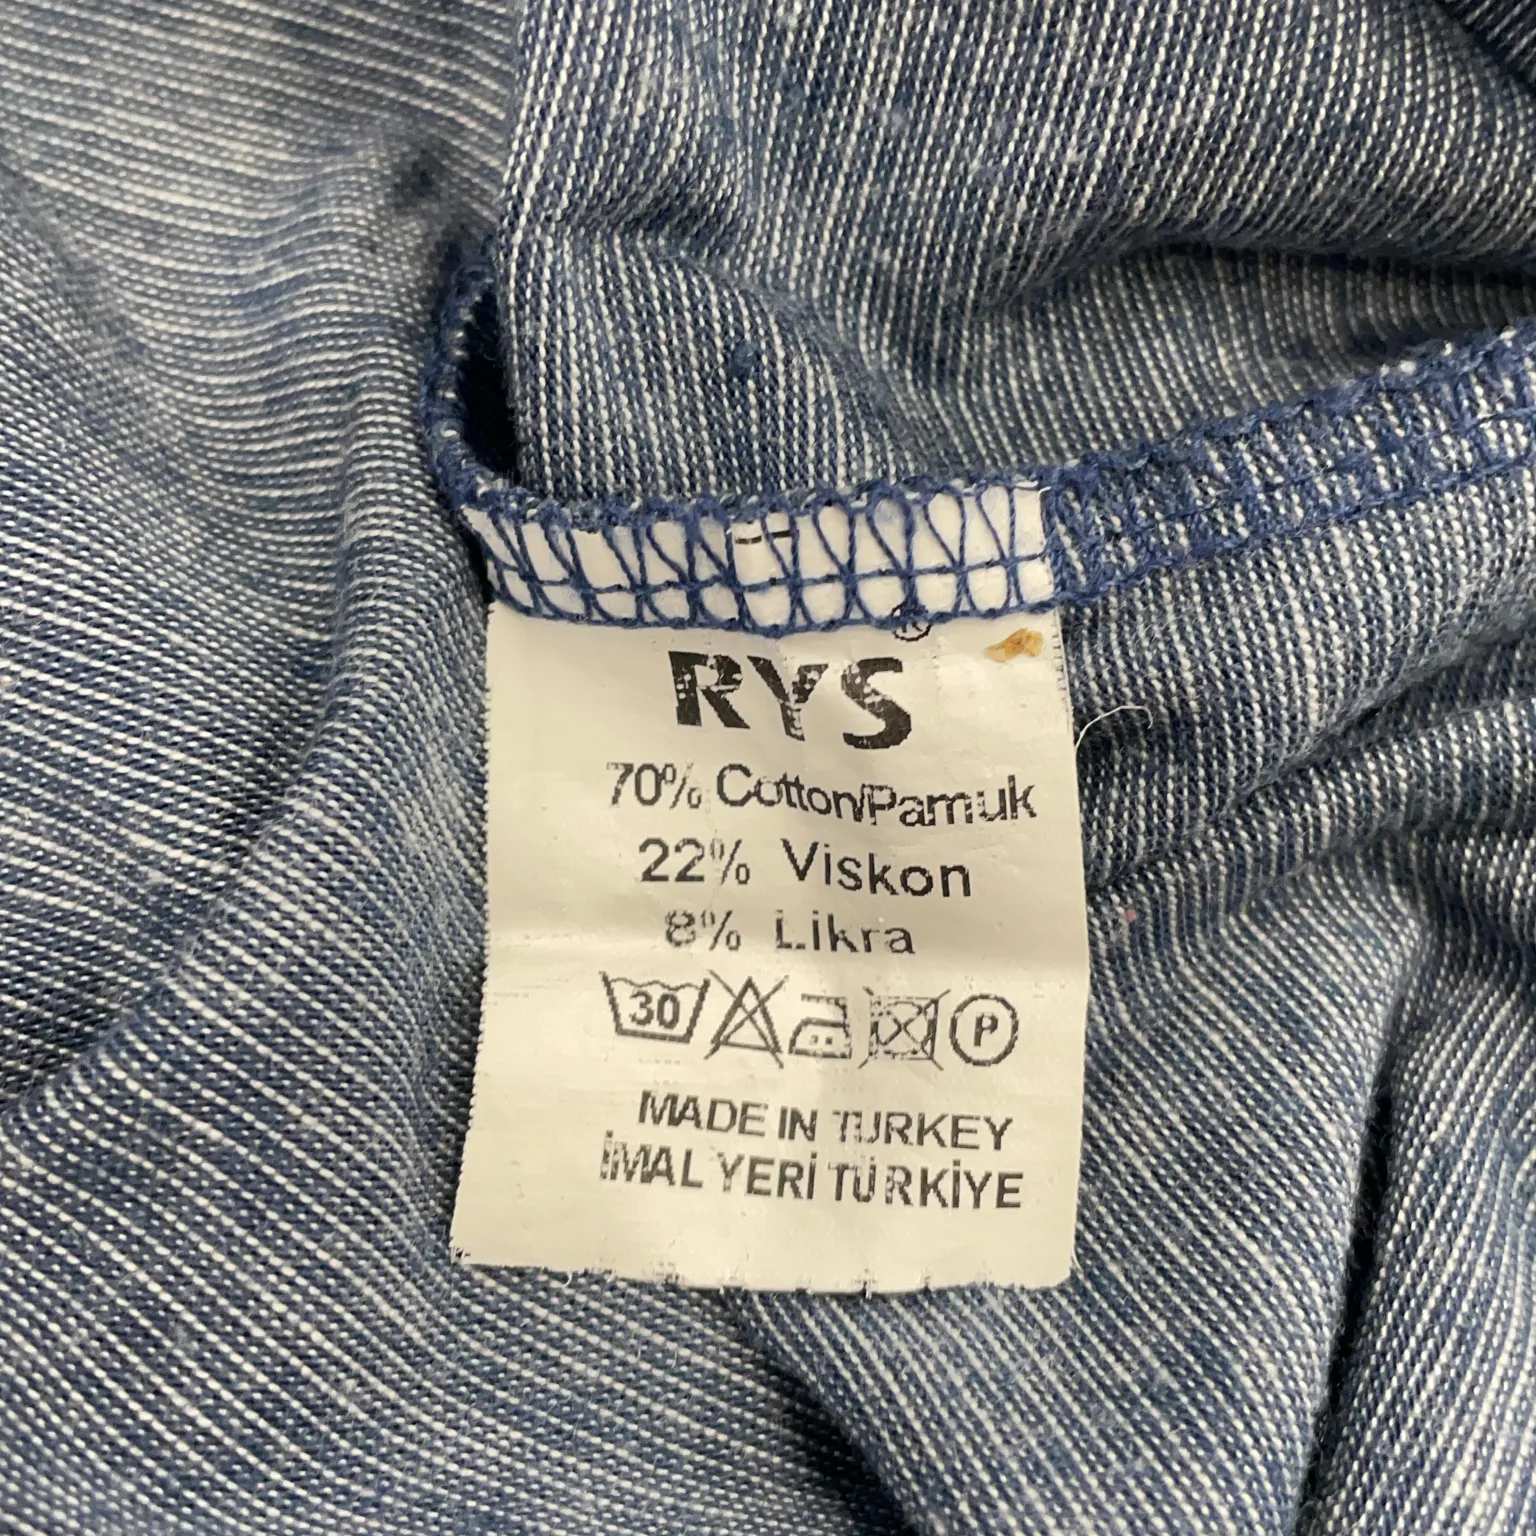 RYS®
70% Cotton/Pamuk
22% Viskon
8% Likra
30 P
MADE IN TURKEY
İMAL YERİ TÜRKİYE